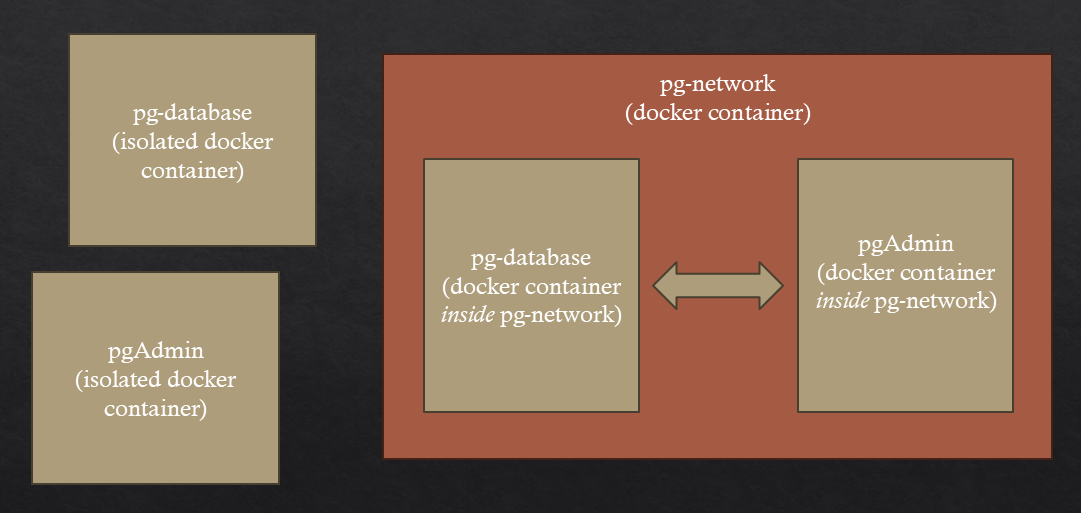 pg-database
(isolated docker
container)
pgAdmin
(isolated docker
container)
pg-network
(docker container)
pg-database
(docker container
inside pg-network)
pgAdmin
(docker container
inside pg-network)